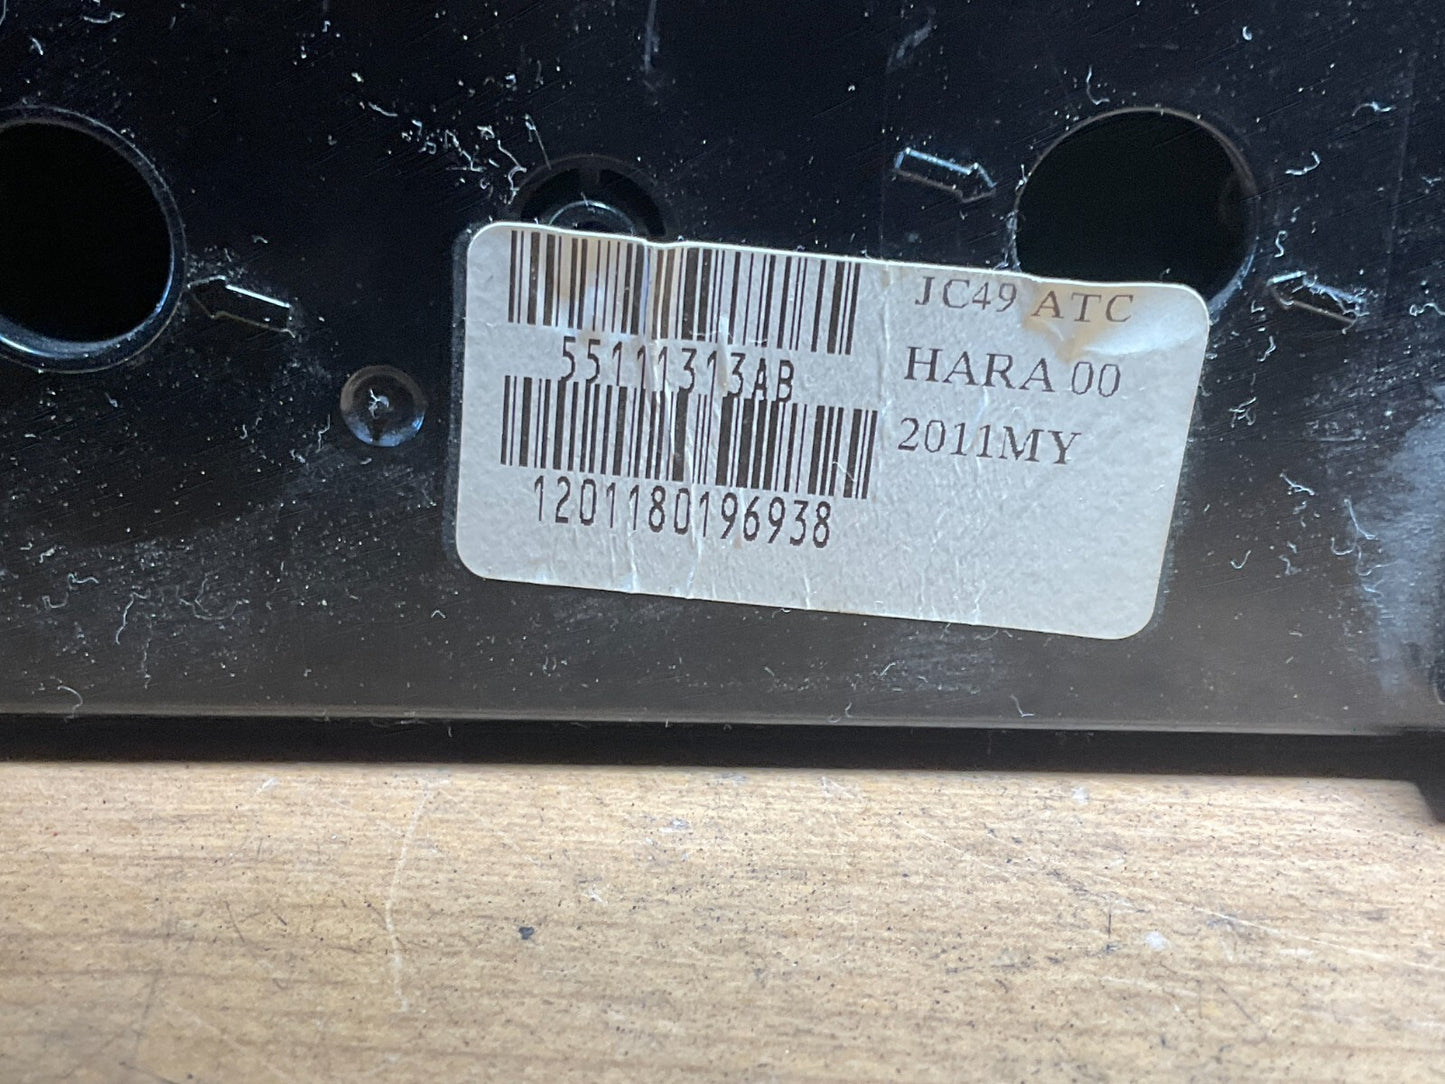 55111313AB
1201180196938
JC49 ATC
HARA 00
2011MY